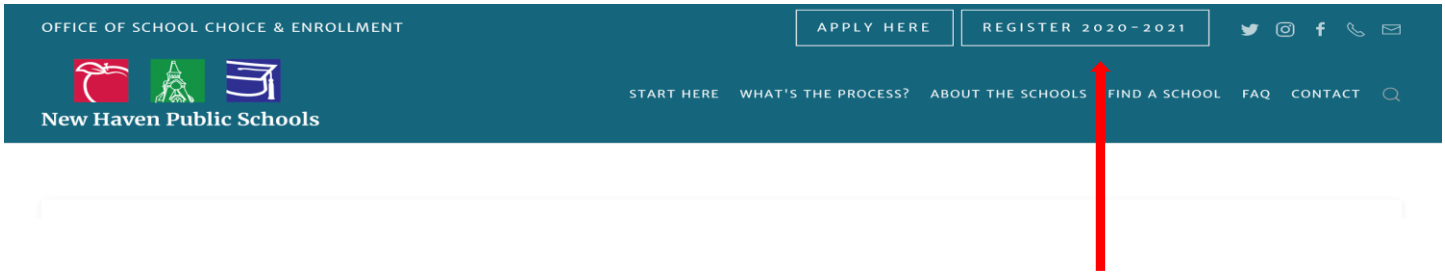 OFFICE OF SCHOOL CHOICE & ENROLLMENT
APPLY HERE
REGISTER 2020-2021
START HERE WHAT'S THE PROCESS? ABOUT THE SCHOOLS FIND A SCHOOL FAQ CONTACT
New Haven Public Schools